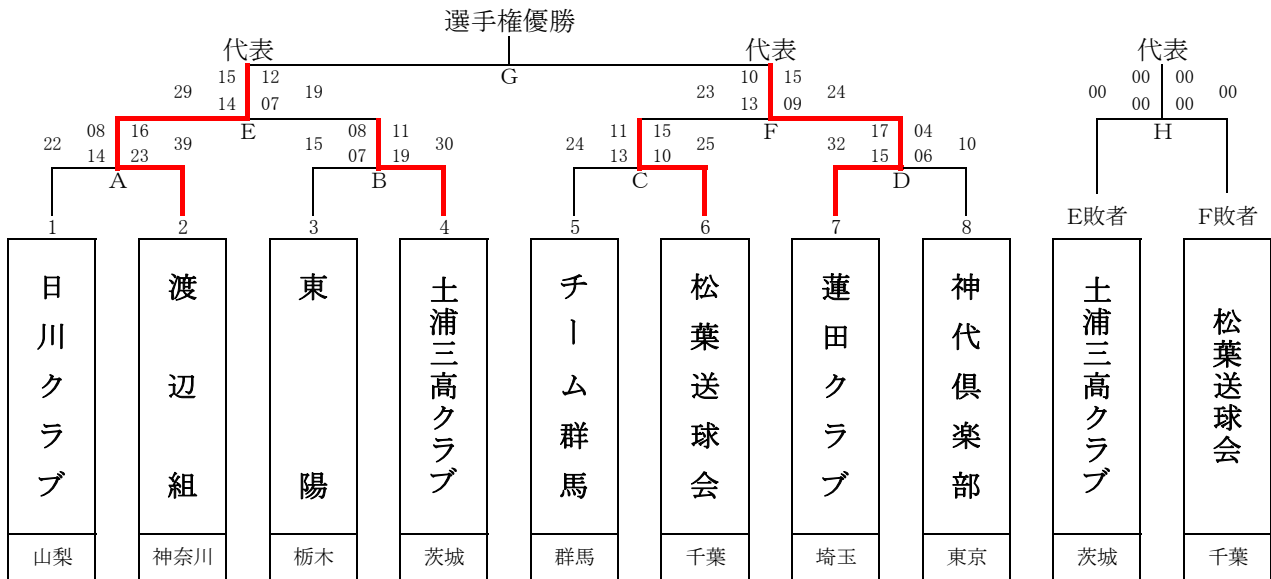 選手権優勝
代表 代表 代表
15 12 G 10 15 00 00
29 19 23 24 00 00
14 07 13 09 00 00
E F H
08 16 08 11 11 15 17 04
22 39 15 30 24 25 32 10
14 23 07 19 13 10 15 06
A B C D
E敗者 F敗者
1 2 3 4 5 6 7 8
日川クラブ
渡辺組
東陽
土浦三高クラブ
チーム群馬
松葉送球会
蓮田クラブ
神代倶楽部
土浦三高クラブ
松葉送球会
山梨 神奈川 栃木 茨城 群馬 千葉 埼玉 東京 茨城 千葉